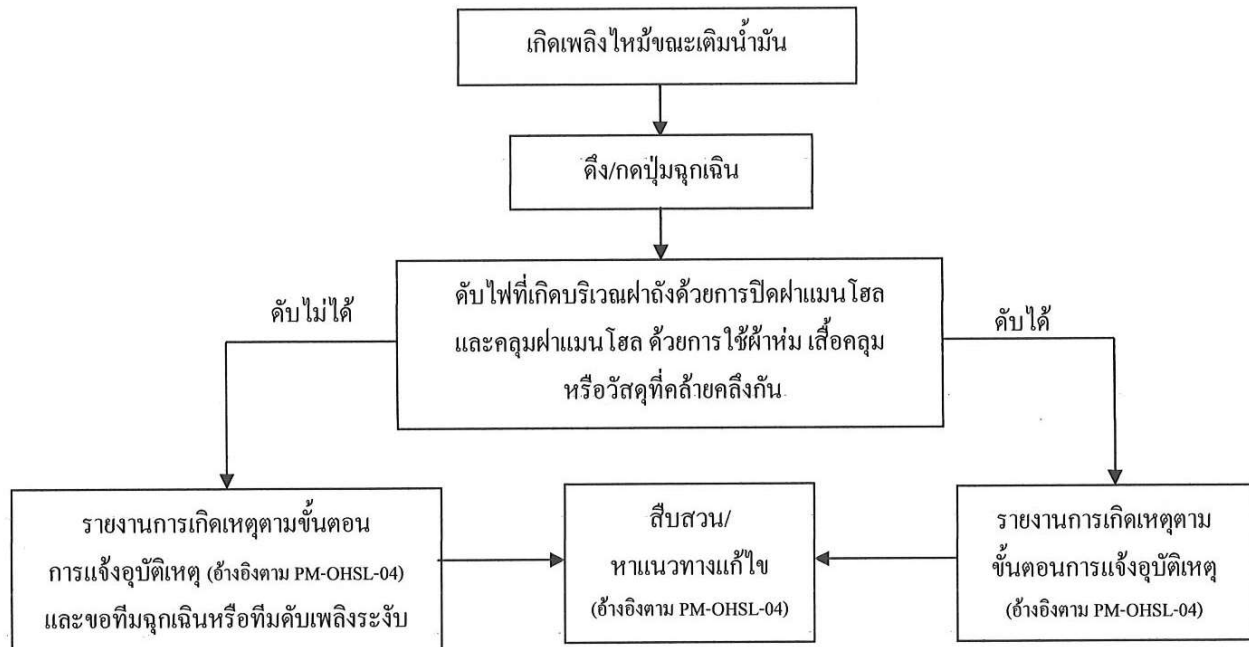 เกิดเพลิงไหม้ขณะเติมน้ำมัน
ดึง/กดปุ่มฉุกเฉิน
ดับไฟที่เกิดบริเวณฝาถังด้วยการปิดฝาแมนโฮล
และคลุมฝาแมนโฮล ด้วยการใช้ผ้าห่ม เสื้อคลุม
หรือวัสดุที่คล้ายคลึงกัน
ดับไม่ได้
ดับได้
รายงานการเกิดเหตุตามขั้นตอน
การแจ้งอุบัติเหตุ (อ้างอิงตาม PM-OHSL-04)
และขอทีมฉุกเฉินหรือทีมดับเพลิงระงับ
สืบสวน/
หาแนวทางแก้ไข
(อ้างอิงตาม PM-OHSL-04)
รายงานการเกิดเหตุตาม
ขั้นตอนการแจ้งอุบัติเหตุ
(อ้างอิงตาม PM-OHSL-04)